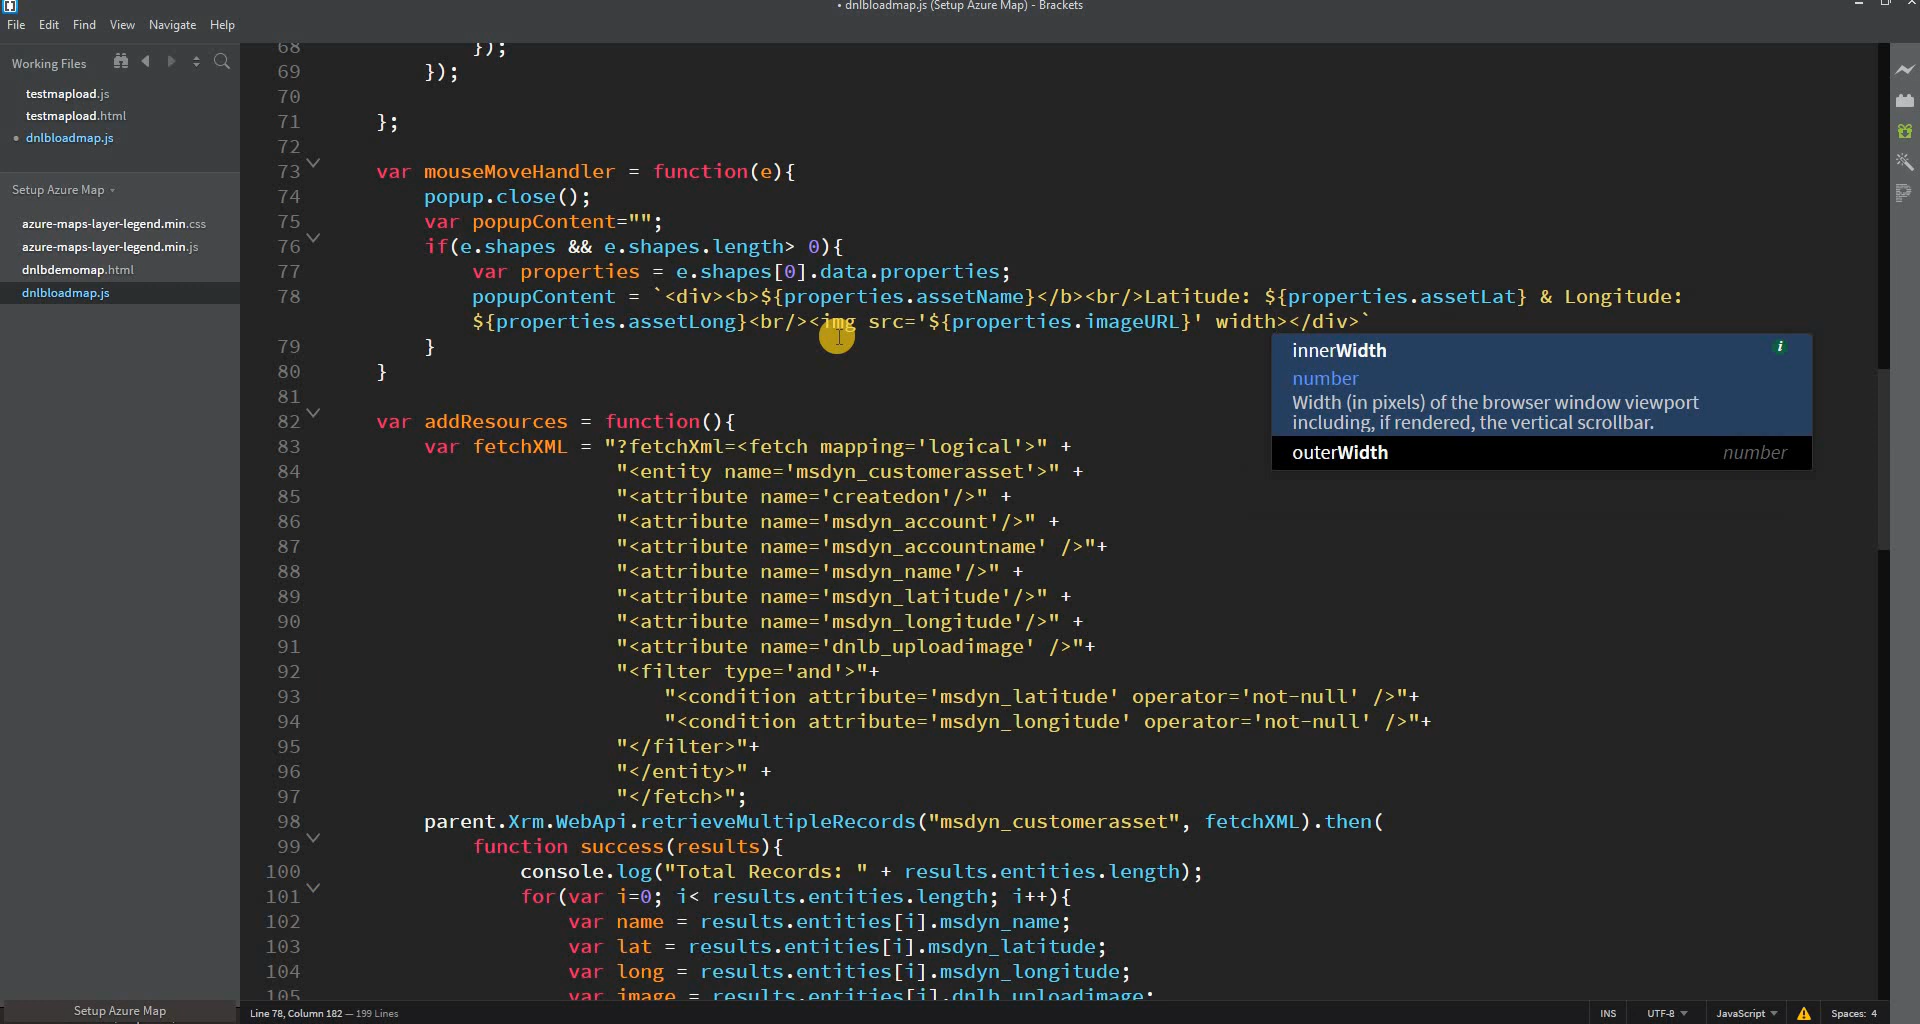 • dnlbloadmap.js (Setup Azure Map) - Brackets
File Edit Find View Navigate Help
Working Files
testmapload.js
testmapload.html
• dnlbloadmap.js
Setup Azure Map
azure-maps-layer-legend.min.css
azure-maps-layer-legend.min.js
dnlbdemomap.html
dnlbloadmap.js
Setup Azure Map
68 });
69 });
70
71 };
72
73 var mouseMoveHandler = function(e){
74 popup.close();
75 var popupContent="";
76 if(e.shapes && e.shapes.length> 0){
77 var properties = e.shapes[0].data.properties;
78 popupContent = `<div><b>${properties.assetName}</b><br/>Latitude: ${properties.assetLat} & Longitude:
${properties.assetLong}<br/><img src='${properties.imageURL}' width></div>`
79 }
80 }
81
82 var addResources = function(){
83 var fetchXML = "?fetchXml=<fetch mapping='logical'>" +
84 "<entity name='msdyn_customerasset'>" +
85 "<attribute name='createdon'/>" +
86 "<attribute name='msdyn_account'/>" +
87 "<attribute name='msdyn_accountname' />"+
88 "<attribute name='msdyn_name'/>" +
89 "<attribute name='msdyn_latitude'/>" +
90 "<attribute name='msdyn_longitude'/>" +
91 "<attribute name='dnlb_uploadimage' />"+
92 "<filter type='and'>"+
93 "<condition attribute='msdyn_latitude' operator='not-null' />"+
94 "<condition attribute='msdyn_longitude' operator='not-null' />"+
95 "</filter>"+
96 "</entity>" +
97 "</fetch>";
98 parent.Xrm.WebApi.retrieveMultipleRecords("msdyn_customerasset", fetchXML).then(
99 function success(results){
100 console.log("Total Records: " + results.entities.length);
101 for(var i=0; i< results.entities.length; i++){
102 var name = results.entities[i].msdyn_name;
103 var lat = results.entities[i].msdyn_latitude;
104 var long = results.entities[i].msdyn_longitude;
105 var image = results.entities[i].dnlb_uploadimage;
innerWidth
number
Width (in pixels) of the browser window viewport
including, if rendered, the vertical scrollbar.
outerWidth number
Line 78, Column 182 — 199 Lines
INS UTF-8 JavaScript Spaces: 4